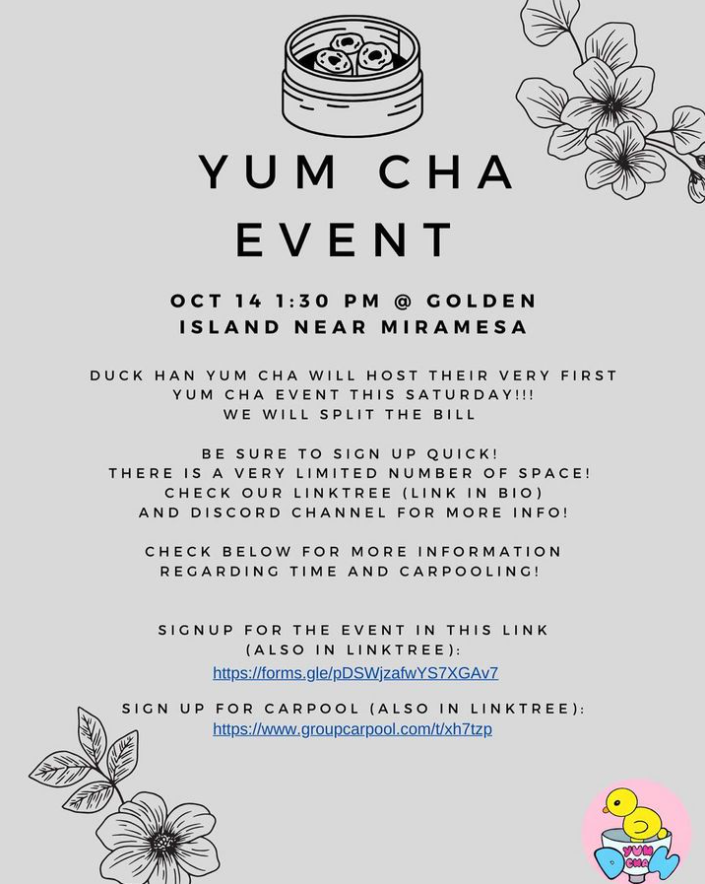 YUM CHA
EVENT
OCT 14 1:30 PM @ GOLDEN
ISLAND NEAR MIRAMESA
DUCK HAN YUM CHA WILL HOST THEIR VERY FIRST
YUM CHA EVENT THIS SATURDAY!!!
WE WILL SPLIT THE BILL
BE SURE TO SIGN UP QUICK!
THERE IS A VERY LIMITED NUMBER OF SPACE!
CHECK OUR LINKTREE (LINK IN BIO)
AND DISCORD CHANNEL FOR MORE INFO!
CHECK BELOW FOR MORE INFORMATION
REGARDING TIME AND CARPOOLING!
SIGNUP FOR THE EVENT IN THIS LINK
(ALSO IN LINKTREE):
https://forms.gle/pDSWjzafwYS7XGAv7
SIGN UP FOR CARPOOL (ALSO IN LINKTREE):
https://www.groupcarpool.com/t/xh7tzp
YUM
CHA
D H